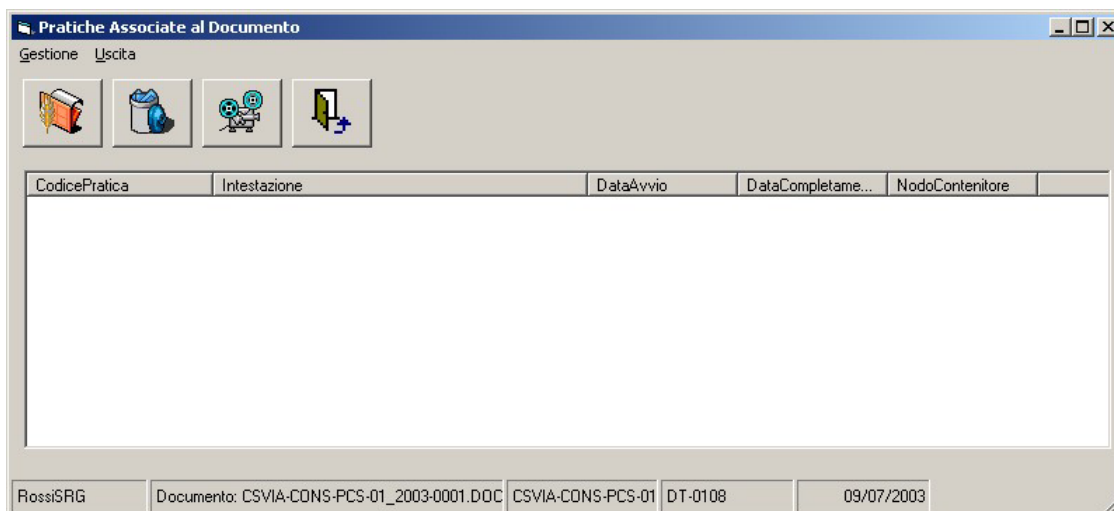 Pratiche Associate al Documento
Gestione Uscita
CodicePratica Intestazione DataAvvio DataCompletame... NodoContenitore
RossiSRG Documento: CSVIA-CONS-PCS-01_2003-0001.DOC CSVIA-CONS-PCS-01 DT-0108 09/07/2003